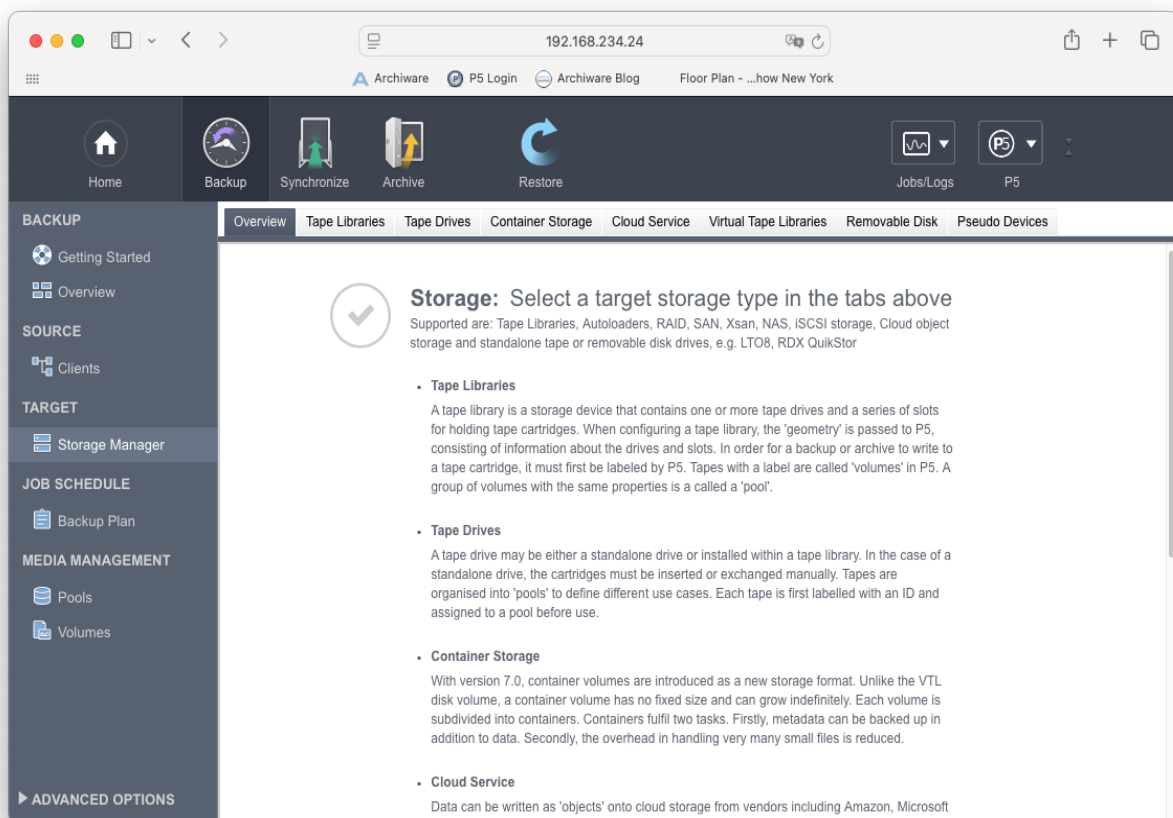 192.168.234.24
Archiware
P5 Login
Archiware Blog
Floor Plan - ...how New York
Home
Backup
Synchronize
Archive
Restore
Jobs/Logs
P5
P5
BACKUP
Getting Started
Overview
SOURCE
Clients
TARGET
Storage Manager
JOB SCHEDULE
Backup Plan
MEDIA MANAGEMENT
Pools
Volumes
ADVANCED OPTIONS
Overview
Tape Libraries
Tape Drives
Container Storage
Cloud Service
Virtual Tape Libraries
Removable Disk
Pseudo Devices
Storage: Select a target storage type in the tabs above
Supported are: Tape Libraries, Autoloaders, RAID, SAN, Xsan, NAS, iSCSI storage, Cloud object
storage and standalone tape or removable disk drives, e.g. LTO8, RDX QuikStor
• Tape Libraries
A tape library is a storage device that contains one or more tape drives and a series of slots
for holding tape cartridges. When configuring a tape library, the 'geometry' is passed to P5,
consisting of information about the drives and slots. In order for a backup or archive to write to
a tape cartridge, it must first be labeled by P5. Tapes with a label are called 'volumes' in P5. A
group of volumes with the same properties is a called a 'pool'.
• Tape Drives
A tape drive may be either a standalone drive or installed within a tape library. In the case of a
standalone drive, the cartridges must be inserted or exchanged manually. Tapes are
organised into 'pools' to define different use cases. Each tape is first labelled with an ID and
assigned to a pool before use.
• Container Storage
With version 7.0, container volumes are introduced as a new storage format. Unlike the VTL
disk volume, a container volume has no fixed size and can grow indefinitely. Each volume is
subdivided into containers. Containers fulfil two tasks. Firstly, metadata can be backed up in
addition to data. Secondly, the overhead in handling very many small files is reduced.
• Cloud Service
Data can be written as 'objects' onto cloud storage from vendors including Amazon, Microsoft